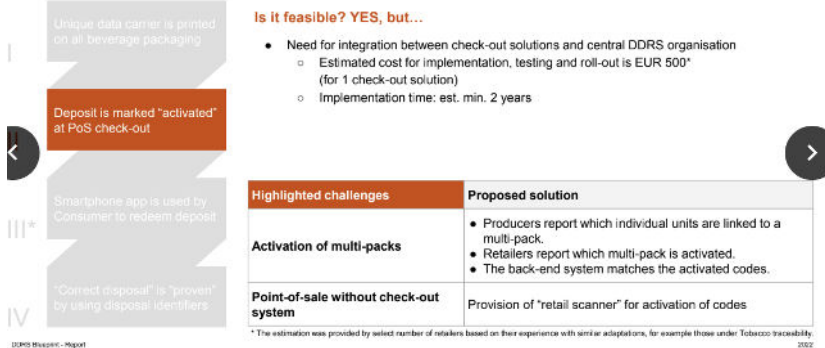 Unique data carrier is printed
on all beverage packaging
I
Deposit is marked “activated”
at PoS check-out
Smartphone app is used by
Consumer to redeem deposit
III*
“Correct disposal” is “proven”
by using disposal identifiers
IV
Is it feasible? YES, but…
● Need for integration between check-out solutions and central DDRS organisation
○ Estimated cost for implementation, testing and roll-out is EUR 500*
(for 1 check-out solution)
○ Implementation time: est. min. 2 years
Highlighted challenges
Proposed solution
Activation of multi-packs
● Producers report which individual units are linked to a
multi-pack.
● Retailers report which multi-pack is activated.
● The back-end system matches the activated codes.
Point-of-sale without check-out
system
Provision of “retail scanner” for activation of codes
* The estimation was provided by select number of retailers based on their experience with similar adaptations, for example those under Tobacco traceability.
DDRS Blueprint - Report
2022